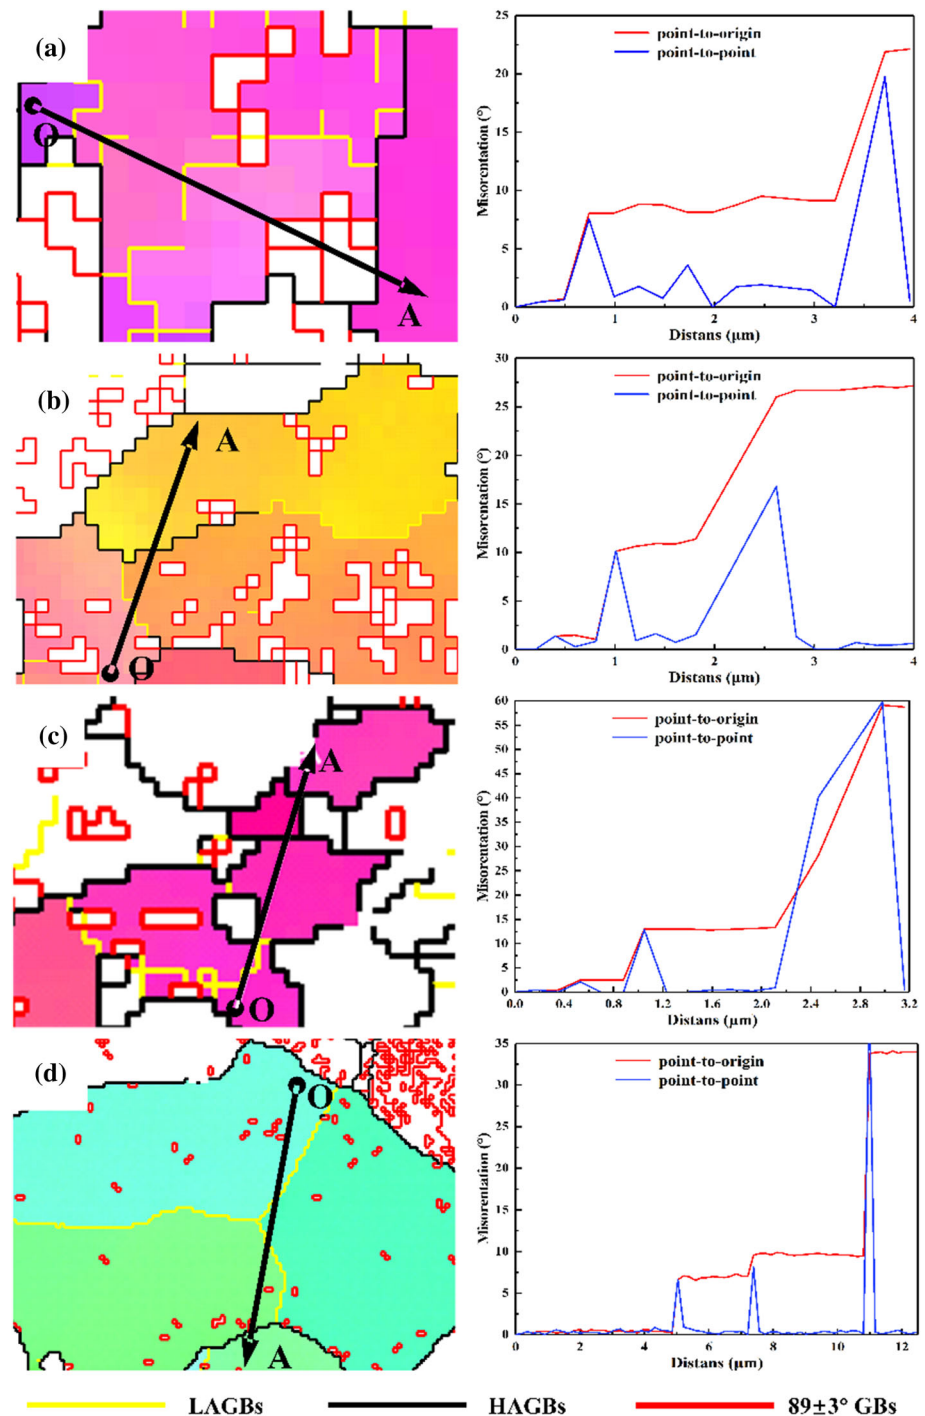 (a)
O
A
25
20
15
10
5
0
0 1 2 3 4
Misorentation (°)
Distans (μm)
point-to-origin
point-to-point
(b)
A
O
30
25
20
15
10
5
0
0 1 2 3 4
Misorentation (°)
Distans (μm)
point-to-origin
point-to-point
(c)
A
O
60
55
50
45
40
35
30
25
20
15
10
5
0
0.0 0.4 0.8 1.2 1.6 2.0 2.4 2.8 3.2
Misorentation (°)
Distans (μm)
point-to-origin
point-to-point
(d)
O
A
35
30
25
20
15
10
5
0
0 2 4 6 8 10 12
Misorentation (°)
Distans (μm)
point-to-origin
point-to-point
LAGBs HAGBs 89±3° GBs